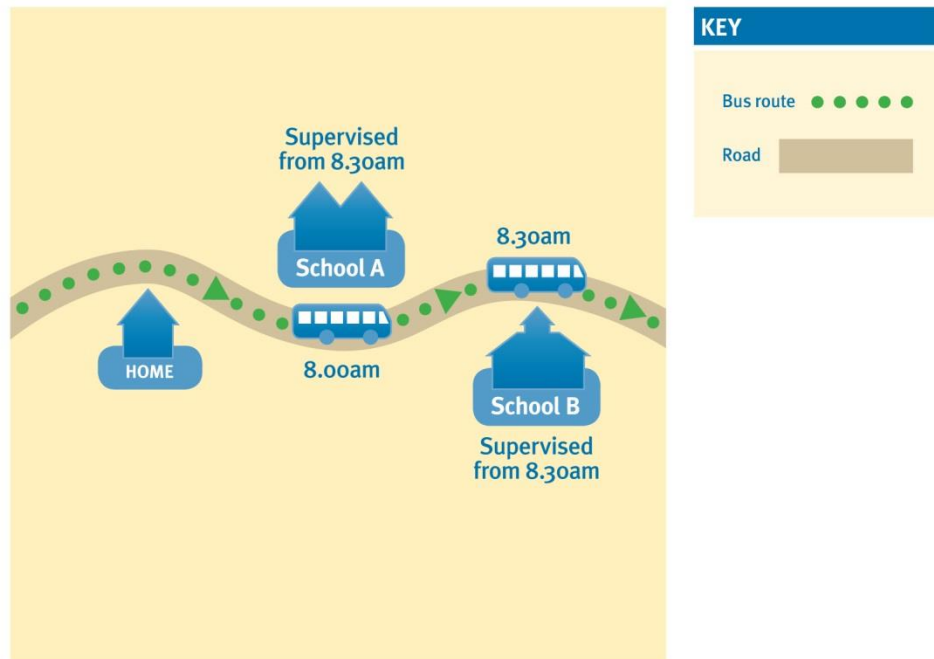 Supervised
from 8.30am
School A
8.30am
HOME
8.00am
School B
Supervised
from 8.30am
KEY
Bus route
Road